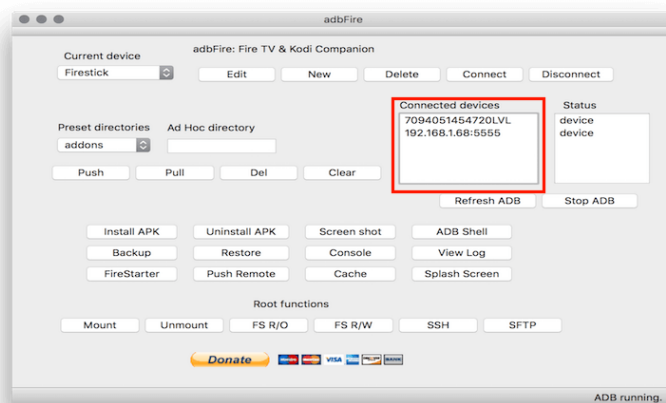 adbFire
adbFire: Fire TV & Kodi Companion
Current device
Firestick
Edit
New
Delete
Connect
Disconnect
Connected devices
Status
7094051454720LVL
device
192.168.1.68:5555
device
Preset directories
Ad Hoc directory
addons
Push
Pull
Del
Clear
Refresh ADB
Stop ADB
Install APK
Uninstall APK
Screen shot
ADB Shell
Backup
Restore
Console
View Log
FireStarter
Push Remote
Cache
Splash Screen
Root functions
Mount
Unmount
FS R/O
FS R/W
SSH
SFTP
Donate
VISA
BANK
ADB running.